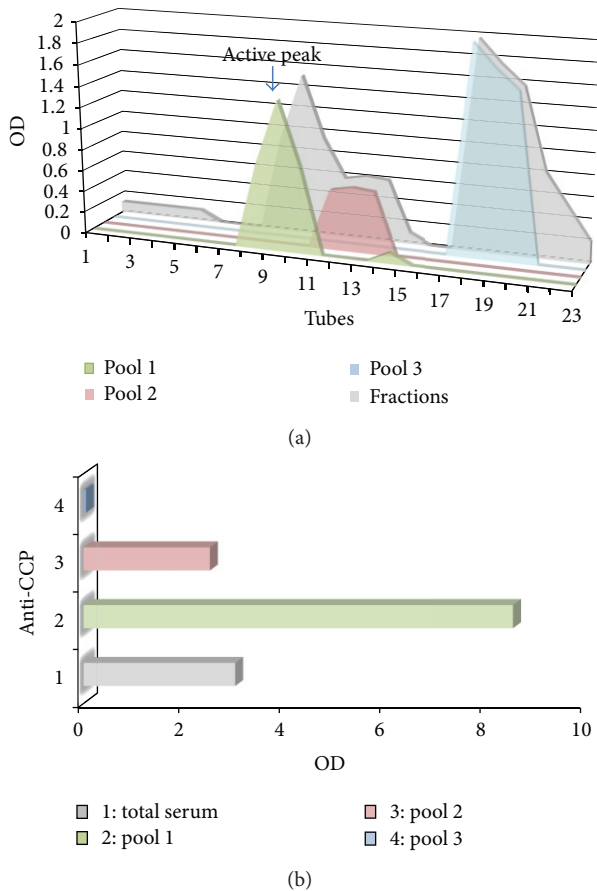 2
1.8
1.6
1.4
1.2
1
0.8
0.6
0.4
0.2
0
OD
Active peak
1 3 5 7 9 11 13 15 17 19 21 23
Tubes
Pool 1 Pool 3
Pool 2 Fractions
(a)
4
3
2
1
Anti-CCP
0 2 4 6 8 10
OD
1: total serum 3: pool 2
2: pool 1 4: pool 3
(b)